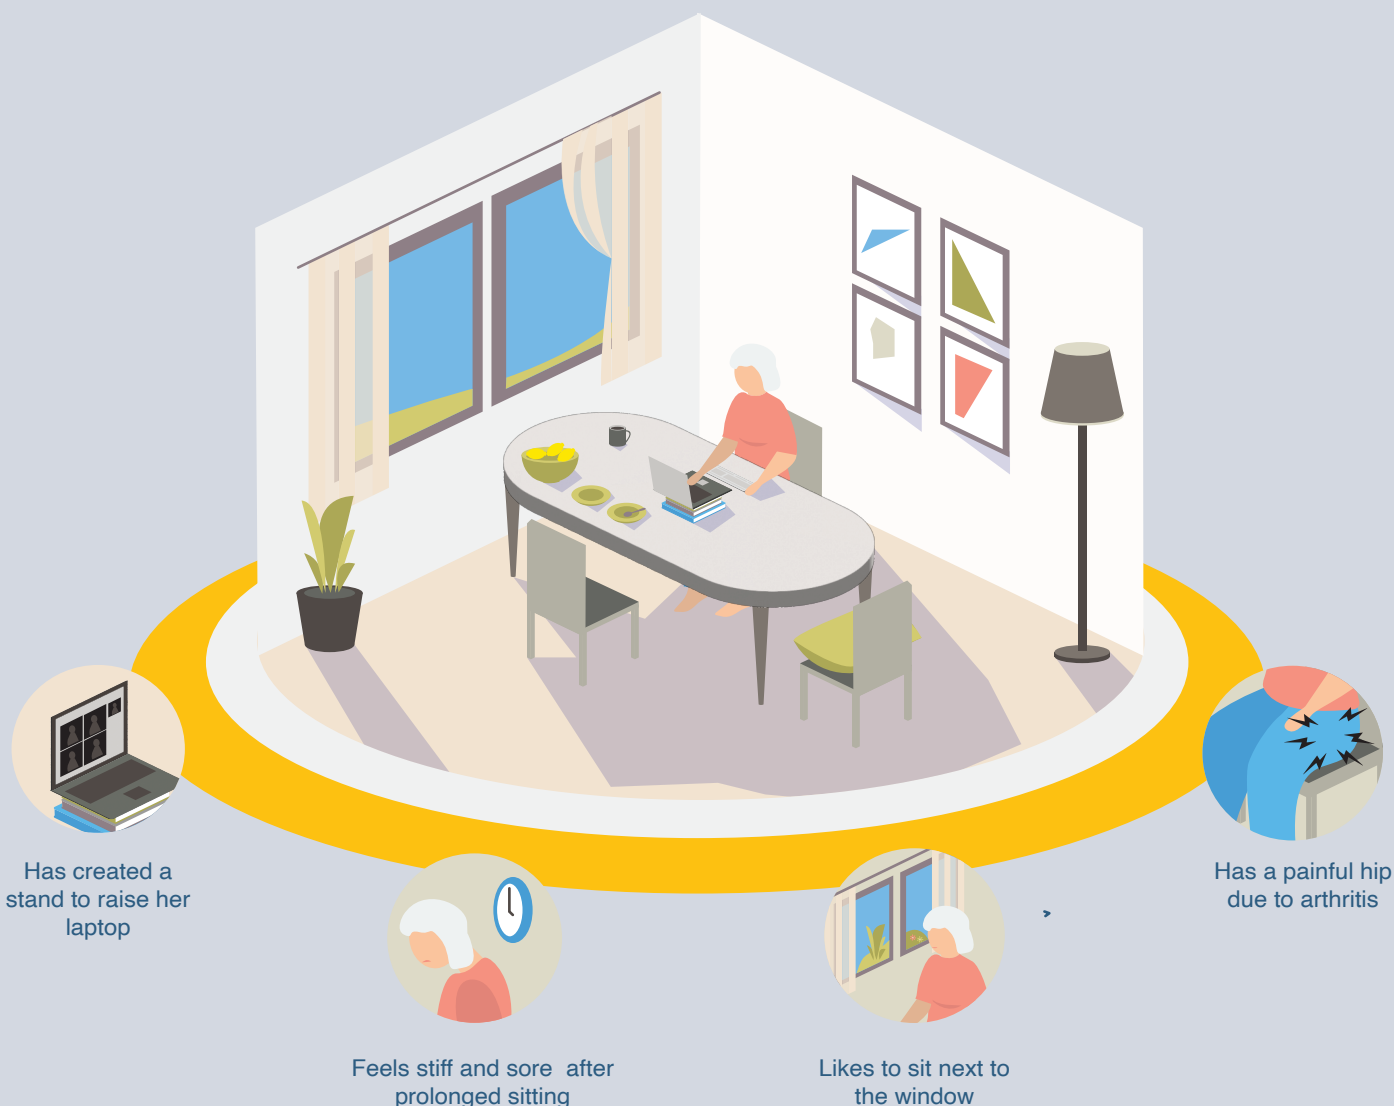 Has created a
stand to raise her
laptop
Feels stiff and sore  after
prolonged sitting
Likes to sit next to
the window
Has a painful hip
due to arthritis